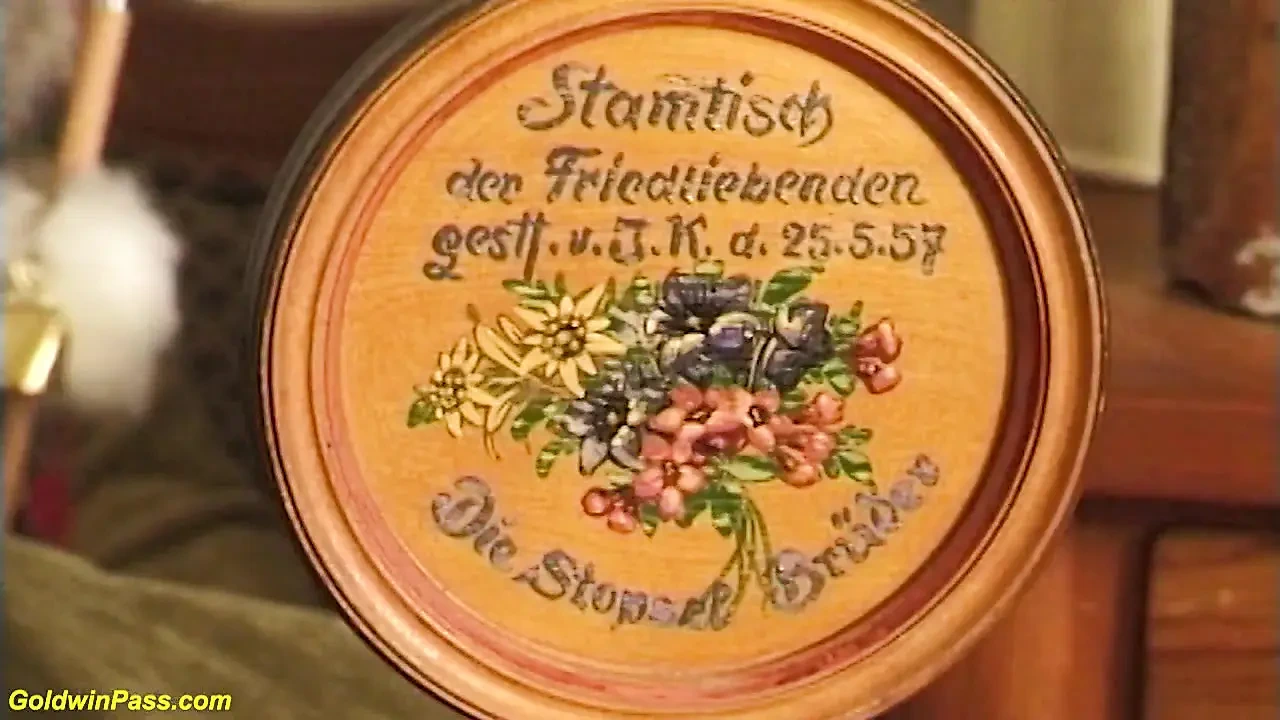 Stamtisch
der Friedliebenden
gestf. v. J. K. d. 25.5.57
Die Stopsel Brüder
GoldwinPass.com